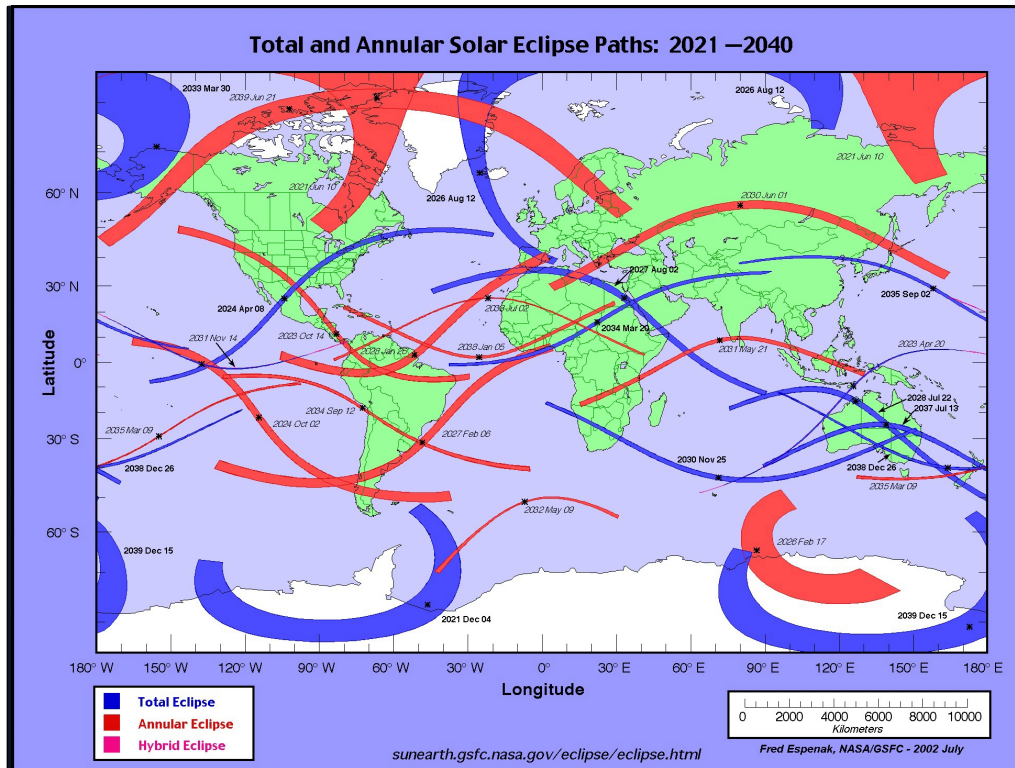 Total and Annular Solar Eclipse Paths: 2021 —2040
2033 Mar 30
2039 Jun 21
2026 Aug 12
2021 Jun 10
2021 Jun 10
2026 Aug 12
2030 Jun 01
2027 Aug 02
2035 Sep 02
2024 Apr 08
2031 Nov 14
2023 Oct 14
2028 Jan 26
2038 Jul 02
2038 Jan 05
2034 Mar 20
2031 May 21
2023 Apr 20
2028 Jul 22
2037 Jul 13
2035 Mar 09
2024 Oct 02
2034 Sep 12
2027 Feb 06
2030 Nov 25
2038 Dec 26
2038 Dec 26
2035 Mar 09
2032 May 09
2026 Feb 17
2039 Dec 15
2021 Dec 04
2039 Dec 15
Latitude
60° N
30° N
0°
30° S
60° S
180° W 150° W 120° W 90° W 60° W 30° W 0° 30° E 60° E 90° E 120° E 150° E 180° E
Longitude
Total Eclipse
Annular Eclipse
Hybrid Eclipse
0 2000 4000 6000 8000 10000
Kilometers
Fred Espenak, NASA/GSFC - 2002 July
sunearth.gsfc.nasa.gov/eclipse/eclipse.html